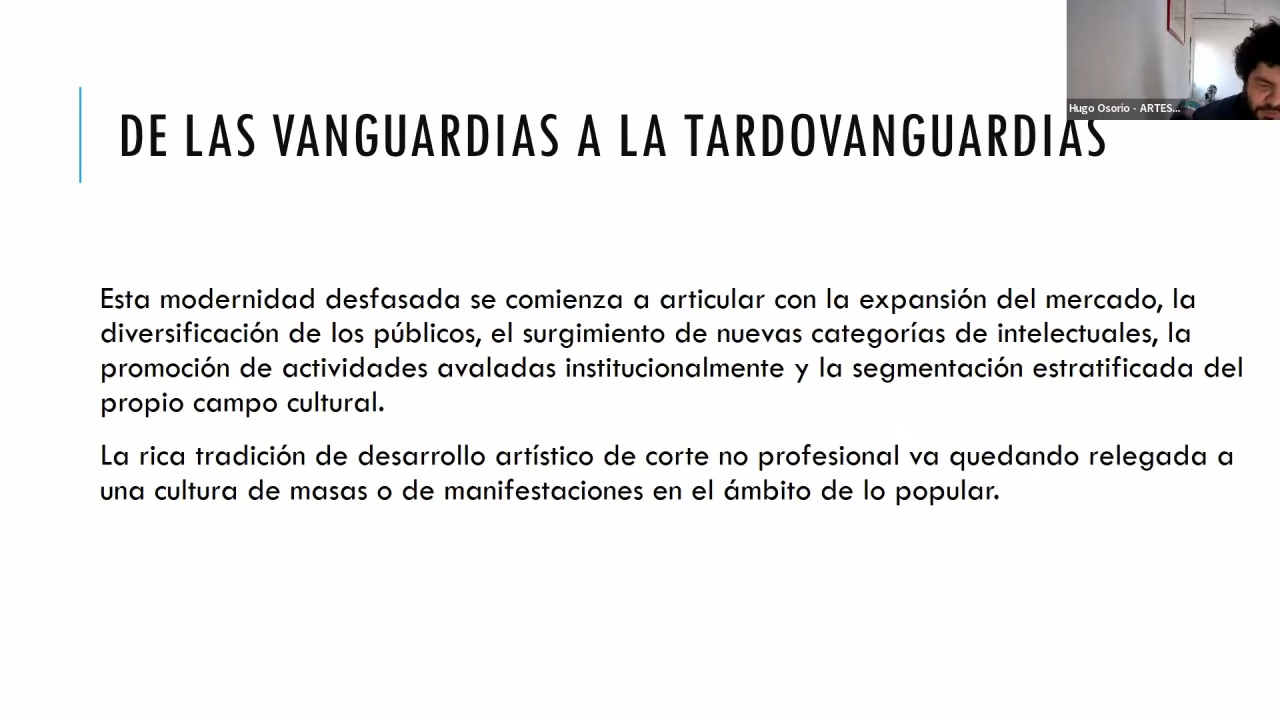 Hugo Osorio - ARTES...
DE LAS VANGUARDIAS A LA TARDOVANGUARDIAS
Esta modernidad desfasada se comienza a articular con la expansión del mercado, la
diversificación de los públicos, el surgimiento de nuevas categorías de intelectuales, la
promoción de actividades avaladas institucionalmente y la segmentación estratificada del
propio campo cultural.
La rica tradición de desarrollo artístico de corte no profesional va quedando relegada a
una cultura de masas o de manifestaciones en el ámbito de lo popular.